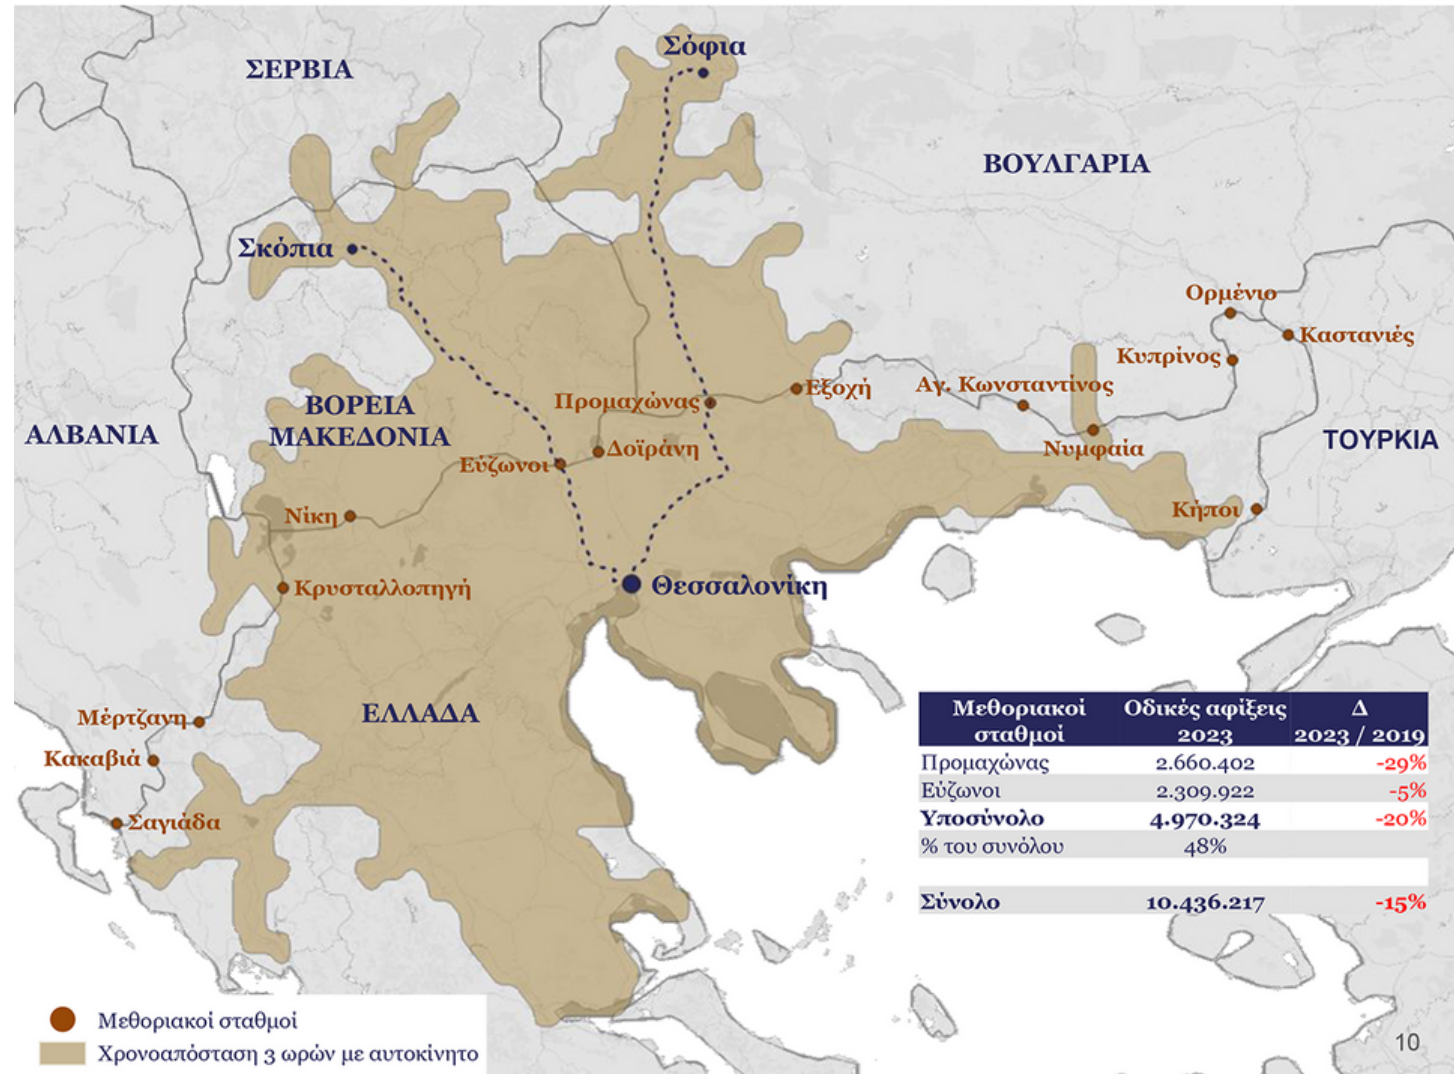 Σόφια
ΣΕΡΒΙΑ
ΒΟΥΛΓΑΡΙΑ
Σκόπια
Ορμένιο
Καστανιές
Κυπρίνος
Εξοχή
Αγ. Κωνσταντίνος
Προμαχώνας
ΒΟΡΕΙΑ
ΜΑΚΕΔΟΝΙΑ
ΑΛΒΑΝΙΑ
ΤΟΥΡΚΙΑ
Δοϊράνη
Νυμφαία
Εύζωνοι
Νίκη
Κήποι
Κρυσταλλοπηγή
Θεσσαλονίκη
ΕΛΛΑΔΑ
Μέρτζανη
Κακαβιά
Σαγιάδα
Μεθοριακοί σταθμοί Οδικές αφίξεις 2023 Δ 2023 / 2019
Προμαχώνας 2.660.402 -29%
Εύζωνοι 2.309.922 -5%
Υποσύνολο 4.970.324 -20%
% του συνόλου 48%
Σύνολο 10.436.217 -15%
Μεθοριακοί σταθμοί
Χρονοαπόσταση 3 ωρών με αυτοκίνητο
10